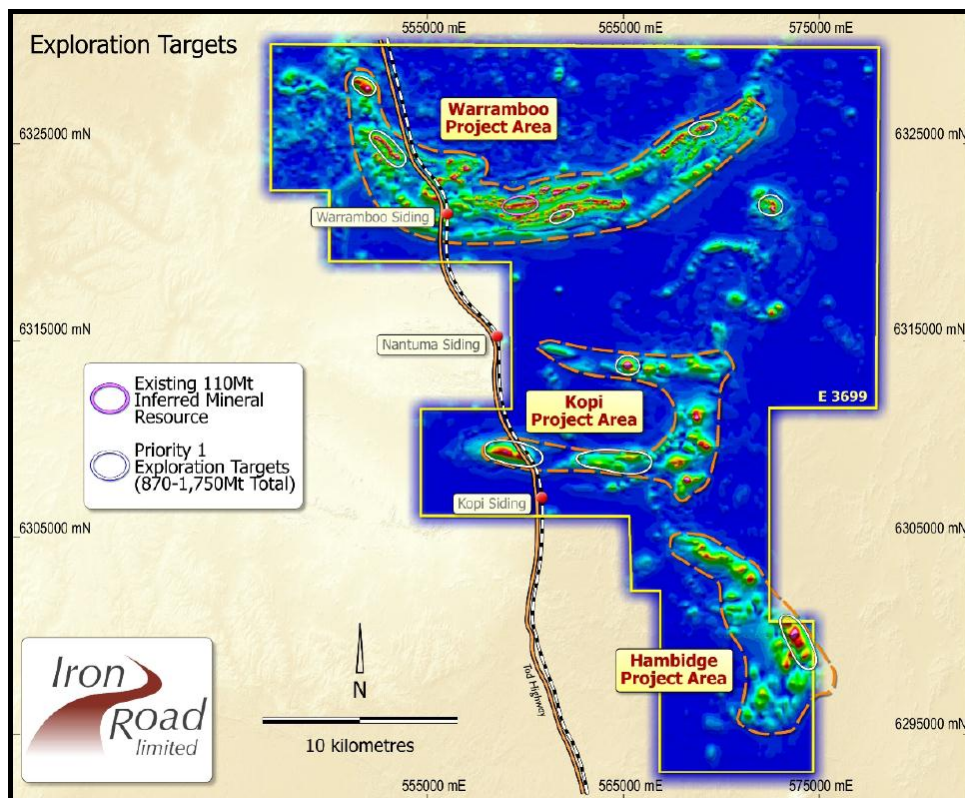 555000 mE
565000 mE
575000 mE
Exploration Targets
Warramboo
Project Area
6325000 mN
6325000 mN
Warramboo Siding
6315000 mN
Nantuma Siding
6315000 mN
Existing 110Mt
Inferred Mineral
Resource
Priority 1
Exploration Targets
(870-1,750Mt Total)
Kopi
Project Area
E 3699
Kopi Siding
6305000 mN
6305000 mN
Hambidge
Project Area
Iron
Road
limited
N
10 kilometres
Tod Highway
6295000 mN
555000 mE
565000 mE
575000 mE